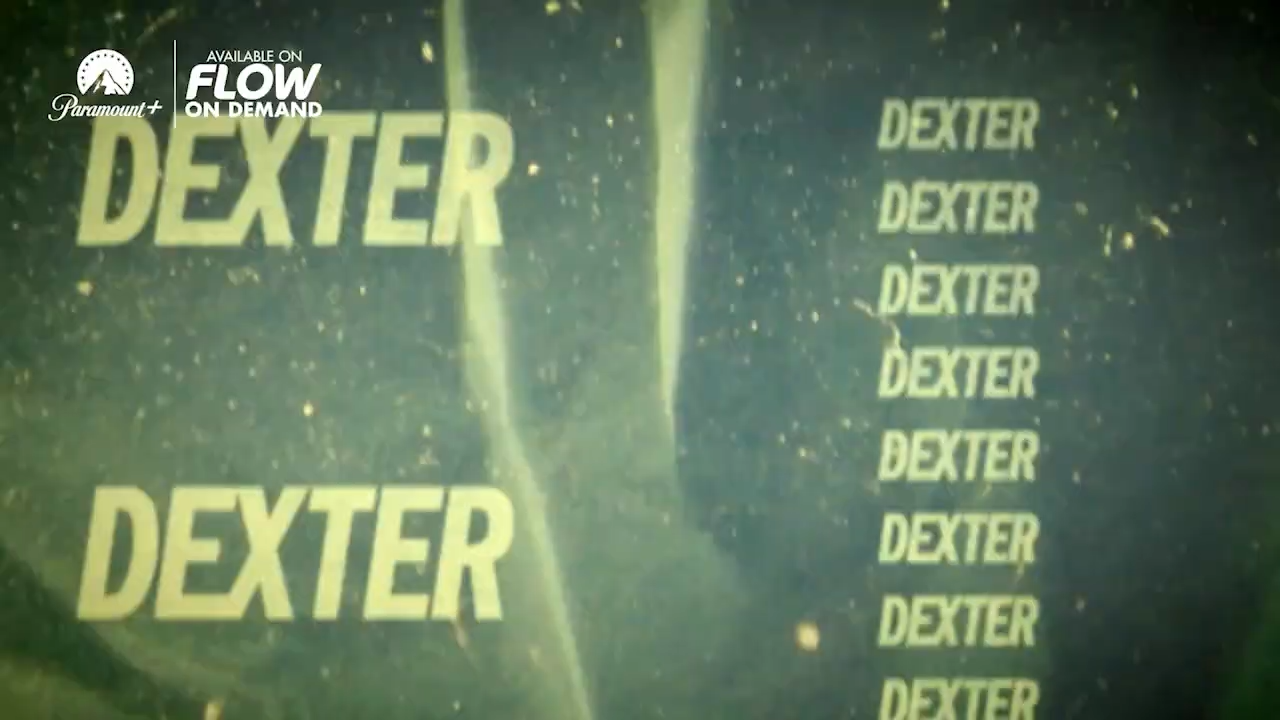 Paramount+
AVAILABLE ON
FLOW
ON DEMAND
DEXTER
DEXTER
DEXTER
DEXTER
DEXTER
DEXTER
DEXTER
DEXTER
DEXTER
DEXTER